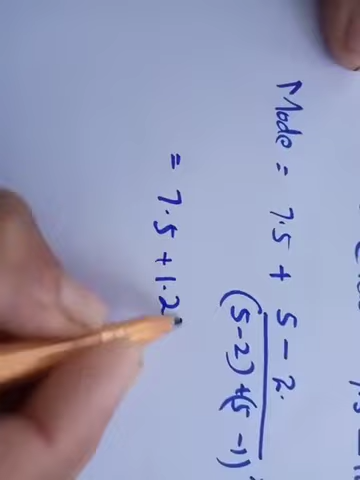 Mode = 7.5 + 5 - 2
(5-2) + (5-1)
= 7.5 + 1.2